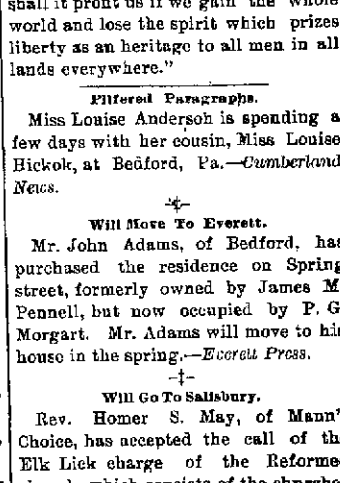 shall it profit us if we gain the whole
world and lose the spirit which prizes
liberty as an heritage to all men in all
lands everywhere."
Pilfered Paragraphs.
Miss Louise Anderson is spending a
few days with her cousin, Miss Louise
Hickok, at Bedford, Pa.—Cumberland
News.
Will Move To Everett.
Mr. John Adams, of Bedford, has
purchased the residence on Spring
street, formerly owned by James M
Pennell, but now occupied by P. G
Morgart. Mr. Adams will move to his
house in the spring.—Everett Press.
Will Go To Salisbury.
Rev. Homer S. May, of Mann'
Choice, has accepted the call of th
Elk Lick charge of the Reforme
which consists of the